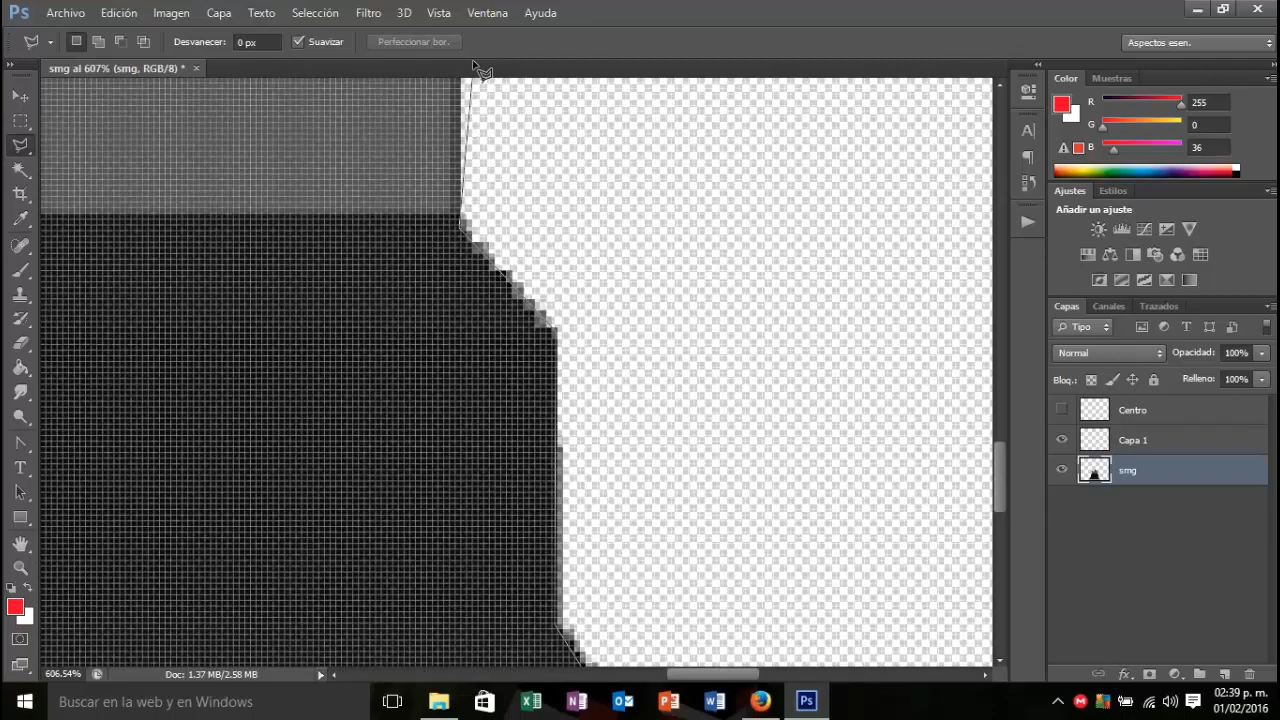 Ps Archivo Edición Imagen Capa Texto Selección Filtro 3D Vista Ventana Ayuda
Desvanecer: 0 px Suavizar Perfeccionar bor. Aspectos esen.
smg al 607% (smg, RGB/8) *
Color Muestras
R 255
G 0
B 36
Ajustes Estilos
Añadir un ajuste
Capas Canales Trazados
Tipo
Normal Opacidad: 100%
Bloq.: Relleno: 100%
Centro
Capa 1
smg
606.54% Doc: 1.37 MB/2.58 MB
Buscar en la web y en Windows
02:39 p. m.
01/02/2016